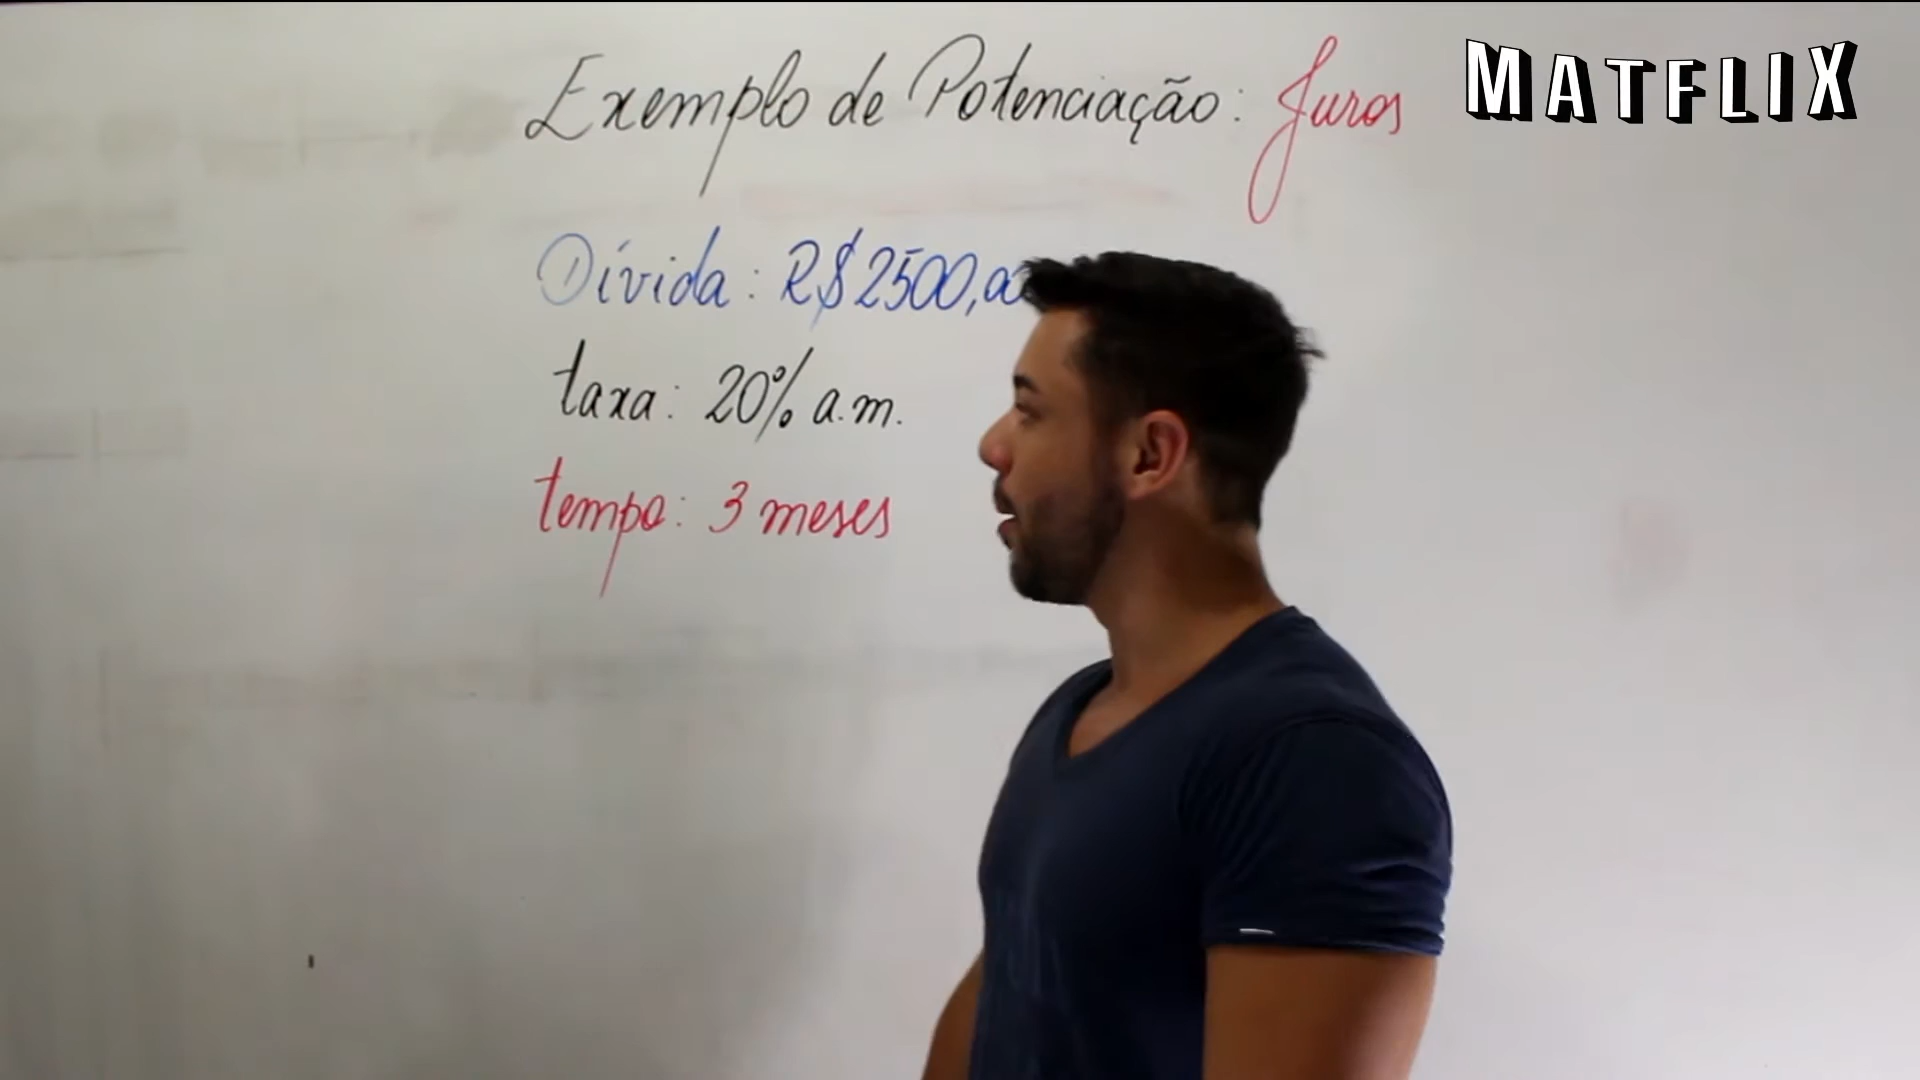 Exemplo de Potenciação: Juros
MATFLIX
Dívida: R$2500,00
taxa: 20% a.m.
tempo: 3 meses